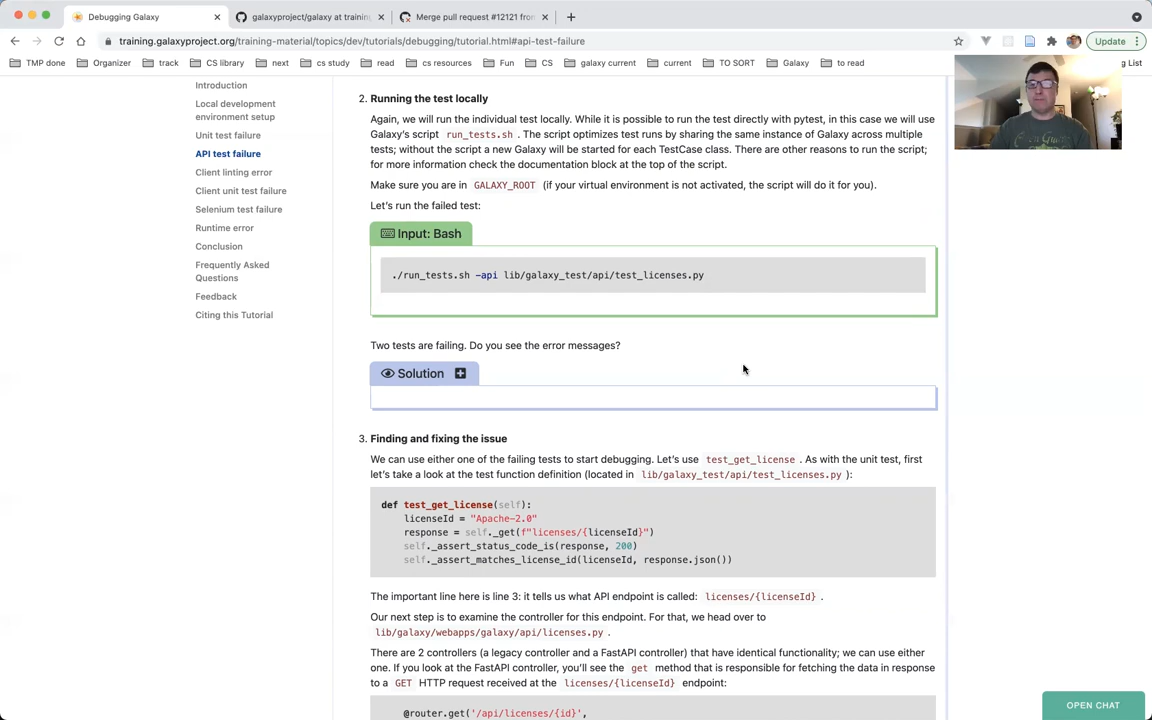 Debugging Galaxy
galaxyproject/galaxy at trainin
Merge pull request #12121 fro
training.galaxyproject.org/training-material/topics/dev/tutorials/debugging/tutorial.html#api-test-failure
Update
TMP done
Organizer
track
CS library
next
cs study
read
cs resources
Fun
CS
galaxy current
current
TO SORT
Galaxy
to read
ng List
Introduction
Local development
environment setup
Unit test failure
API test failure
Client linting error
Client unit test failure
Selenium test failure
Runtime error
Conclusion
Frequently Asked
Questions
Feedback
Citing this Tutorial
2. Running the test locally
Again, we will run the individual test locally. While it is possible to run the test directly with pytest, in this case we will use
Galaxy's script run_tests.sh . The script optimizes test runs by sharing the same instance of Galaxy across multiple
tests; without the script a new Galaxy will be started for each TestCase class. There are other reasons to run the script;
for more information check the documentation block at the top of the script.
Make sure you are in GALAXY_ROOT (if your virtual environment is not activated, the script will do it for you).
Let's run the failed test:
Input: Bash
./run_tests.sh -api lib/galaxy_test/api/test_licenses.py
Two tests are failing. Do you see the error messages?
Solution
3. Finding and fixing the issue
We can use either one of the failing tests to start debugging. Let's use test_get_license . As with the unit test, first
let's take a look at the test function definition (located in lib/galaxy_test/api/test_licenses.py ):
def test_get_license(self):
licenseId = "Apache-2.0"
response = self._get(f"licenses/{licenseId}")
self._assert_status_code_is(response, 200)
self._assert_matches_license_id(licenseId, response.json())
The important line here is line 3: it tells us what API endpoint is called: licenses/{licenseId} .
Our next step is to examine the controller for this endpoint. For that, we head over to
lib/galaxy/webapps/galaxy/api/licenses.py .
There are 2 controllers (a legacy controller and a FastAPI controller) that have identical functionality; we can use either
one. If you look at the FastAPI controller, you'll see the get method that is responsible for fetching the data in response
to a GET HTTP request received at the licenses/{licenseId} endpoint:
@router.get('/api/licenses/{id}',
OPEN CHAT